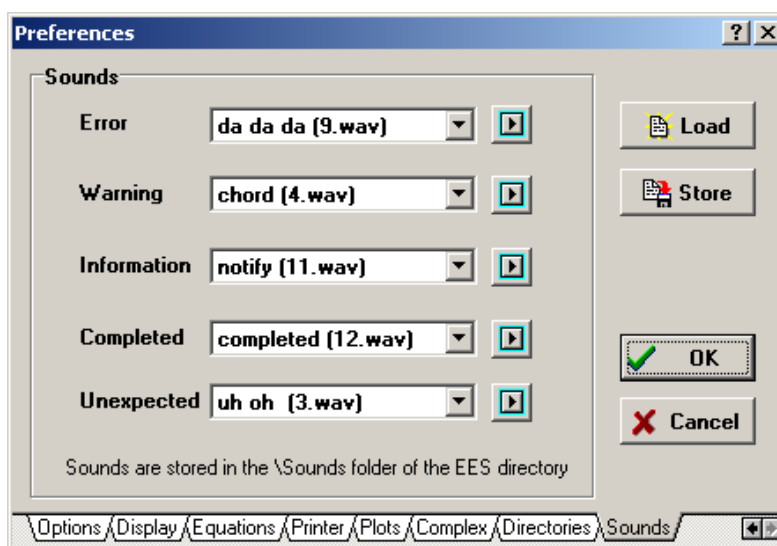 Preferences
Sounds
Error
da da da (9.wav)
Load
Warning
chord (4.wav)
Store
Information
notify (11.wav)
Completed
completed (12.wav)
OK
Unexpected
uh oh (3.wav)
Cancel
Sounds are stored in the \Sounds folder of the EES directory
Options Display Equations Printer Plots Complex Directories Sounds